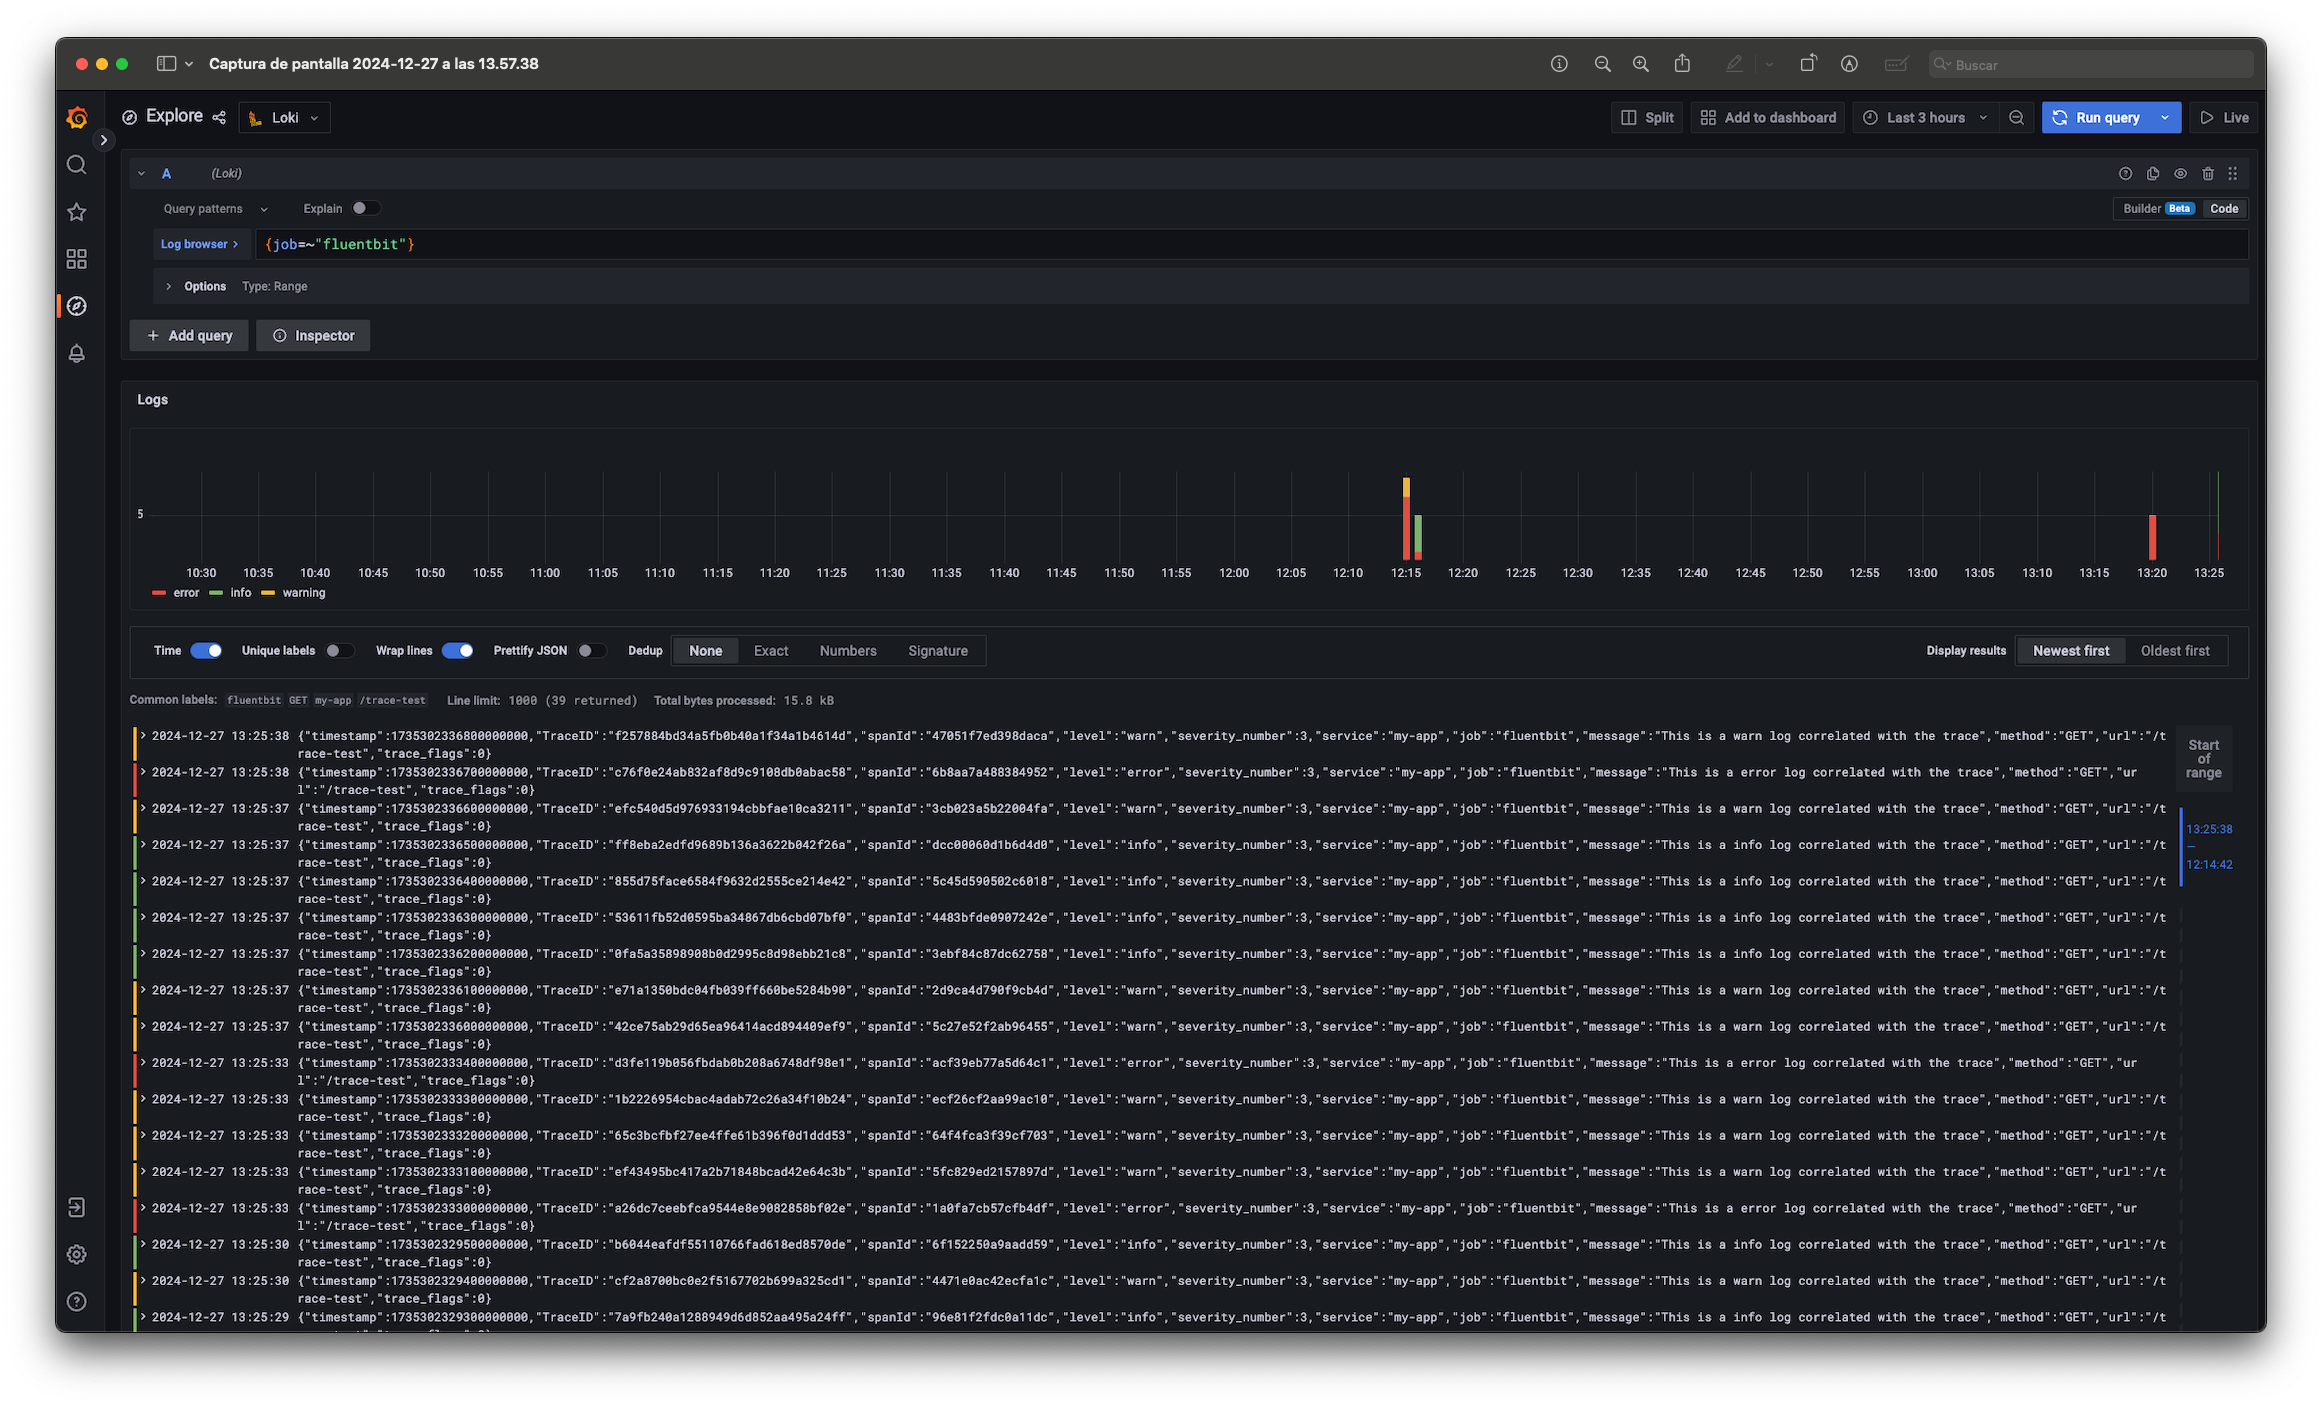 Captura de pantalla 2024-12-27 a las 13.57.38
Buscar
Explore
Loki
Split
Add to dashboard
Last 3 hours
Run query
Live
A (Loki)
Query patterns
Explain
Builder Beta
Code
Log browser >
{job=~"fluentbit"}
Options Type: Range
+ Add query
Inspector
Logs
5
10:30 10:35 10:40 10:45 10:50 10:55 11:00 11:05 11:10 11:15 11:20 11:25 11:30 11:35 11:40 11:45 11:50 11:55 12:00 12:05 12:10 12:15 12:20 12:25 12:30 12:35 12:40 12:45 12:50 12:55 13:00 13:05 13:10 13:15 13:20 13:25
error info warning
Time Unique labels Wrap lines Prettify JSON Dedup None Exact Numbers Signature Display results Newest first Oldest first
Common labels: fluentbit GET my-app /trace-test Line limit: 1000 (39 returned) Total bytes processed: 15.8 kB
2024-12-27 13:25:38 {"timestamp":1735302336800000000,"TraceID":"f257884bd34a5fb0b40a1f34a1b4614d","spanId":"47051f7ed398daca","level":"warn","severity_number":3,"service":"my-app","job":"fluentbit","message":"This is a warn log correlated with the trace","method":"GET","url":"/t
race-test","trace_flags":0}
2024-12-27 13:25:38 {"timestamp":1735302336700000000,"TraceID":"c76f0e24ab832af8d9c9108db0abac58","spanId":"6b8aa7a488384952","level":"error","severity_number":3,"service":"my-app","job":"fluentbit","message":"This is a error log correlated with the trace","method":"GET","ur
l":"/trace-test","trace_flags":0}
2024-12-27 13:25:37 {"timestamp":1735302336600000000,"TraceID":"efc540d5d976933194cbbfae10ca3211","spanId":"3cb023a5b22004fa","level":"warn","severity_number":3,"service":"my-app","job":"fluentbit","message":"This is a warn log correlated with the trace","method":"GET","url":"/t
race-test","trace_flags":0}
2024-12-27 13:25:37 {"timestamp":1735302336500000000,"TraceID":"ff8eba2edfd9689b136a3622b042f26a","spanId":"dcc00060d1b6d4d0","level":"info","severity_number":3,"service":"my-app","job":"fluentbit","message":"This is a info log correlated with the trace","method":"GET","url":"/t
race-test","trace_flags":0}
2024-12-27 13:25:37 {"timestamp":1735302336400000000,"TraceID":"855d75face6584f9632d2555ce214e42","spanId":"5c45d590502c6018","level":"info","severity_number":3,"service":"my-app","job":"fluentbit","message":"This is a info log correlated with the trace","method":"GET","url":"/t
race-test","trace_flags":0}
2024-12-27 13:25:37 {"timestamp":1735302336300000000,"TraceID":"53611fb52d0595ba34867db6cbd07bf0","spanId":"4483bfde0907242e","level":"info","severity_number":3,"service":"my-app","job":"fluentbit","message":"This is a info log correlated with the trace","method":"GET","url":"/t
race-test","trace_flags":0}
2024-12-27 13:25:37 {"timestamp":1735302336200000000,"TraceID":"0fa5a35898908b0d2995c8d98ebb21c8","spanId":"3ebf84c87dc62758","level":"info","severity_number":3,"service":"my-app","job":"fluentbit","message":"This is a info log correlated with the trace","method":"GET","url":"/t
race-test","trace_flags":0}
2024-12-27 13:25:37 {"timestamp":1735302336100000000,"TraceID":"e71a1350bdc04fb039ff660be5284b90","spanId":"2d9ca4d790f9cb4d","level":"warn","severity_number":3,"service":"my-app","job":"fluentbit","message":"This is a warn log correlated with the trace","method":"GET","url":"/t
race-test","trace_flags":0}
2024-12-27 13:25:37 {"timestamp":1735302336000000000,"TraceID":"42ce75ab29d65ea96414acd894409ef9","spanId":"5c27e52f2ab96455","level":"warn","severity_number":3,"service":"my-app","job":"fluentbit","message":"This is a warn log correlated with the trace","method":"GET","url":"/t
race-test","trace_flags":0}
2024-12-27 13:25:33 {"timestamp":1735302333400000000,"TraceID":"d3fe119b056fbdab0b208a6748df98e1","spanId":"acf39eb77a5d64c1","level":"error","severity_number":3,"service":"my-app","job":"fluentbit","message":"This is a error log correlated with the trace","method":"GET","ur
l":"/trace-test","trace_flags":0}
2024-12-27 13:25:33 {"timestamp":1735302333300000000,"TraceID":"1b2226954cbac4adab72c26a34f10b24","spanId":"ecf26cf2aa99ac10","level":"warn","severity_number":3,"service":"my-app","job":"fluentbit","message":"This is a warn log correlated with the trace","method":"GET","url":"/t
race-test","trace_flags":0}
2024-12-27 13:25:33 {"timestamp":1735302333200000000,"TraceID":"65c3bcfbf27ee4ffe61b396f0d1ddd53","spanId":"64f4fca3f39cf703","level":"warn","severity_number":3,"service":"my-app","job":"fluentbit","message":"This is a warn log correlated with the trace","method":"GET","url":"/t
race-test","trace_flags":0}
2024-12-27 13:25:33 {"timestamp":1735302333100000000,"TraceID":"ef43495bc417a2b71848bcad42e64c3b","spanId":"5fc829ed2157897d","level":"warn","severity_number":3,"service":"my-app","job":"fluentbit","message":"This is a warn log correlated with the trace","method":"GET","url":"/t
race-test","trace_flags":0}
2024-12-27 13:25:33 {"timestamp":1735302333000000000,"TraceID":"a26dc7ceebfca9544e8e9082858bf02e","spanId":"1a0fa7cb57cfb4df","level":"error","severity_number":3,"service":"my-app","job":"fluentbit","message":"This is a error log correlated with the trace","method":"GET","ur
l":"/trace-test","trace_flags":0}
2024-12-27 13:25:30 {"timestamp":1735302329500000000,"TraceID":"b6044eafdf55110766fad618ed8570de","spanId":"6f152250a9aadd59","level":"info","severity_number":3,"service":"my-app","job":"fluentbit","message":"This is a info log correlated with the trace","method":"GET","url":"/t
race-test","trace_flags":0}
2024-12-27 13:25:30 {"timestamp":1735302329400000000,"TraceID":"cf2a8700bc0e2f5167702b699a325cd1","spanId":"4471e0ac42ecfa1c","level":"warn","severity_number":3,"service":"my-app","job":"fluentbit","message":"This is a warn log correlated with the trace","method":"GET","url":"/t
race-test","trace_flags":0}
2024-12-27 13:25:29 {"timestamp":1735302329300000000,"TraceID":"7a9fb240a1288949d6d852aa495a24ff","spanId":"96e81f2fdc0a11dc","level":"info","severity_number":3,"service":"my-app","job":"fluentbit","message":"This is a info log correlated with the trace","method":"GET","url":"/t
Start
of
range
13:25:38
—
12:14:42